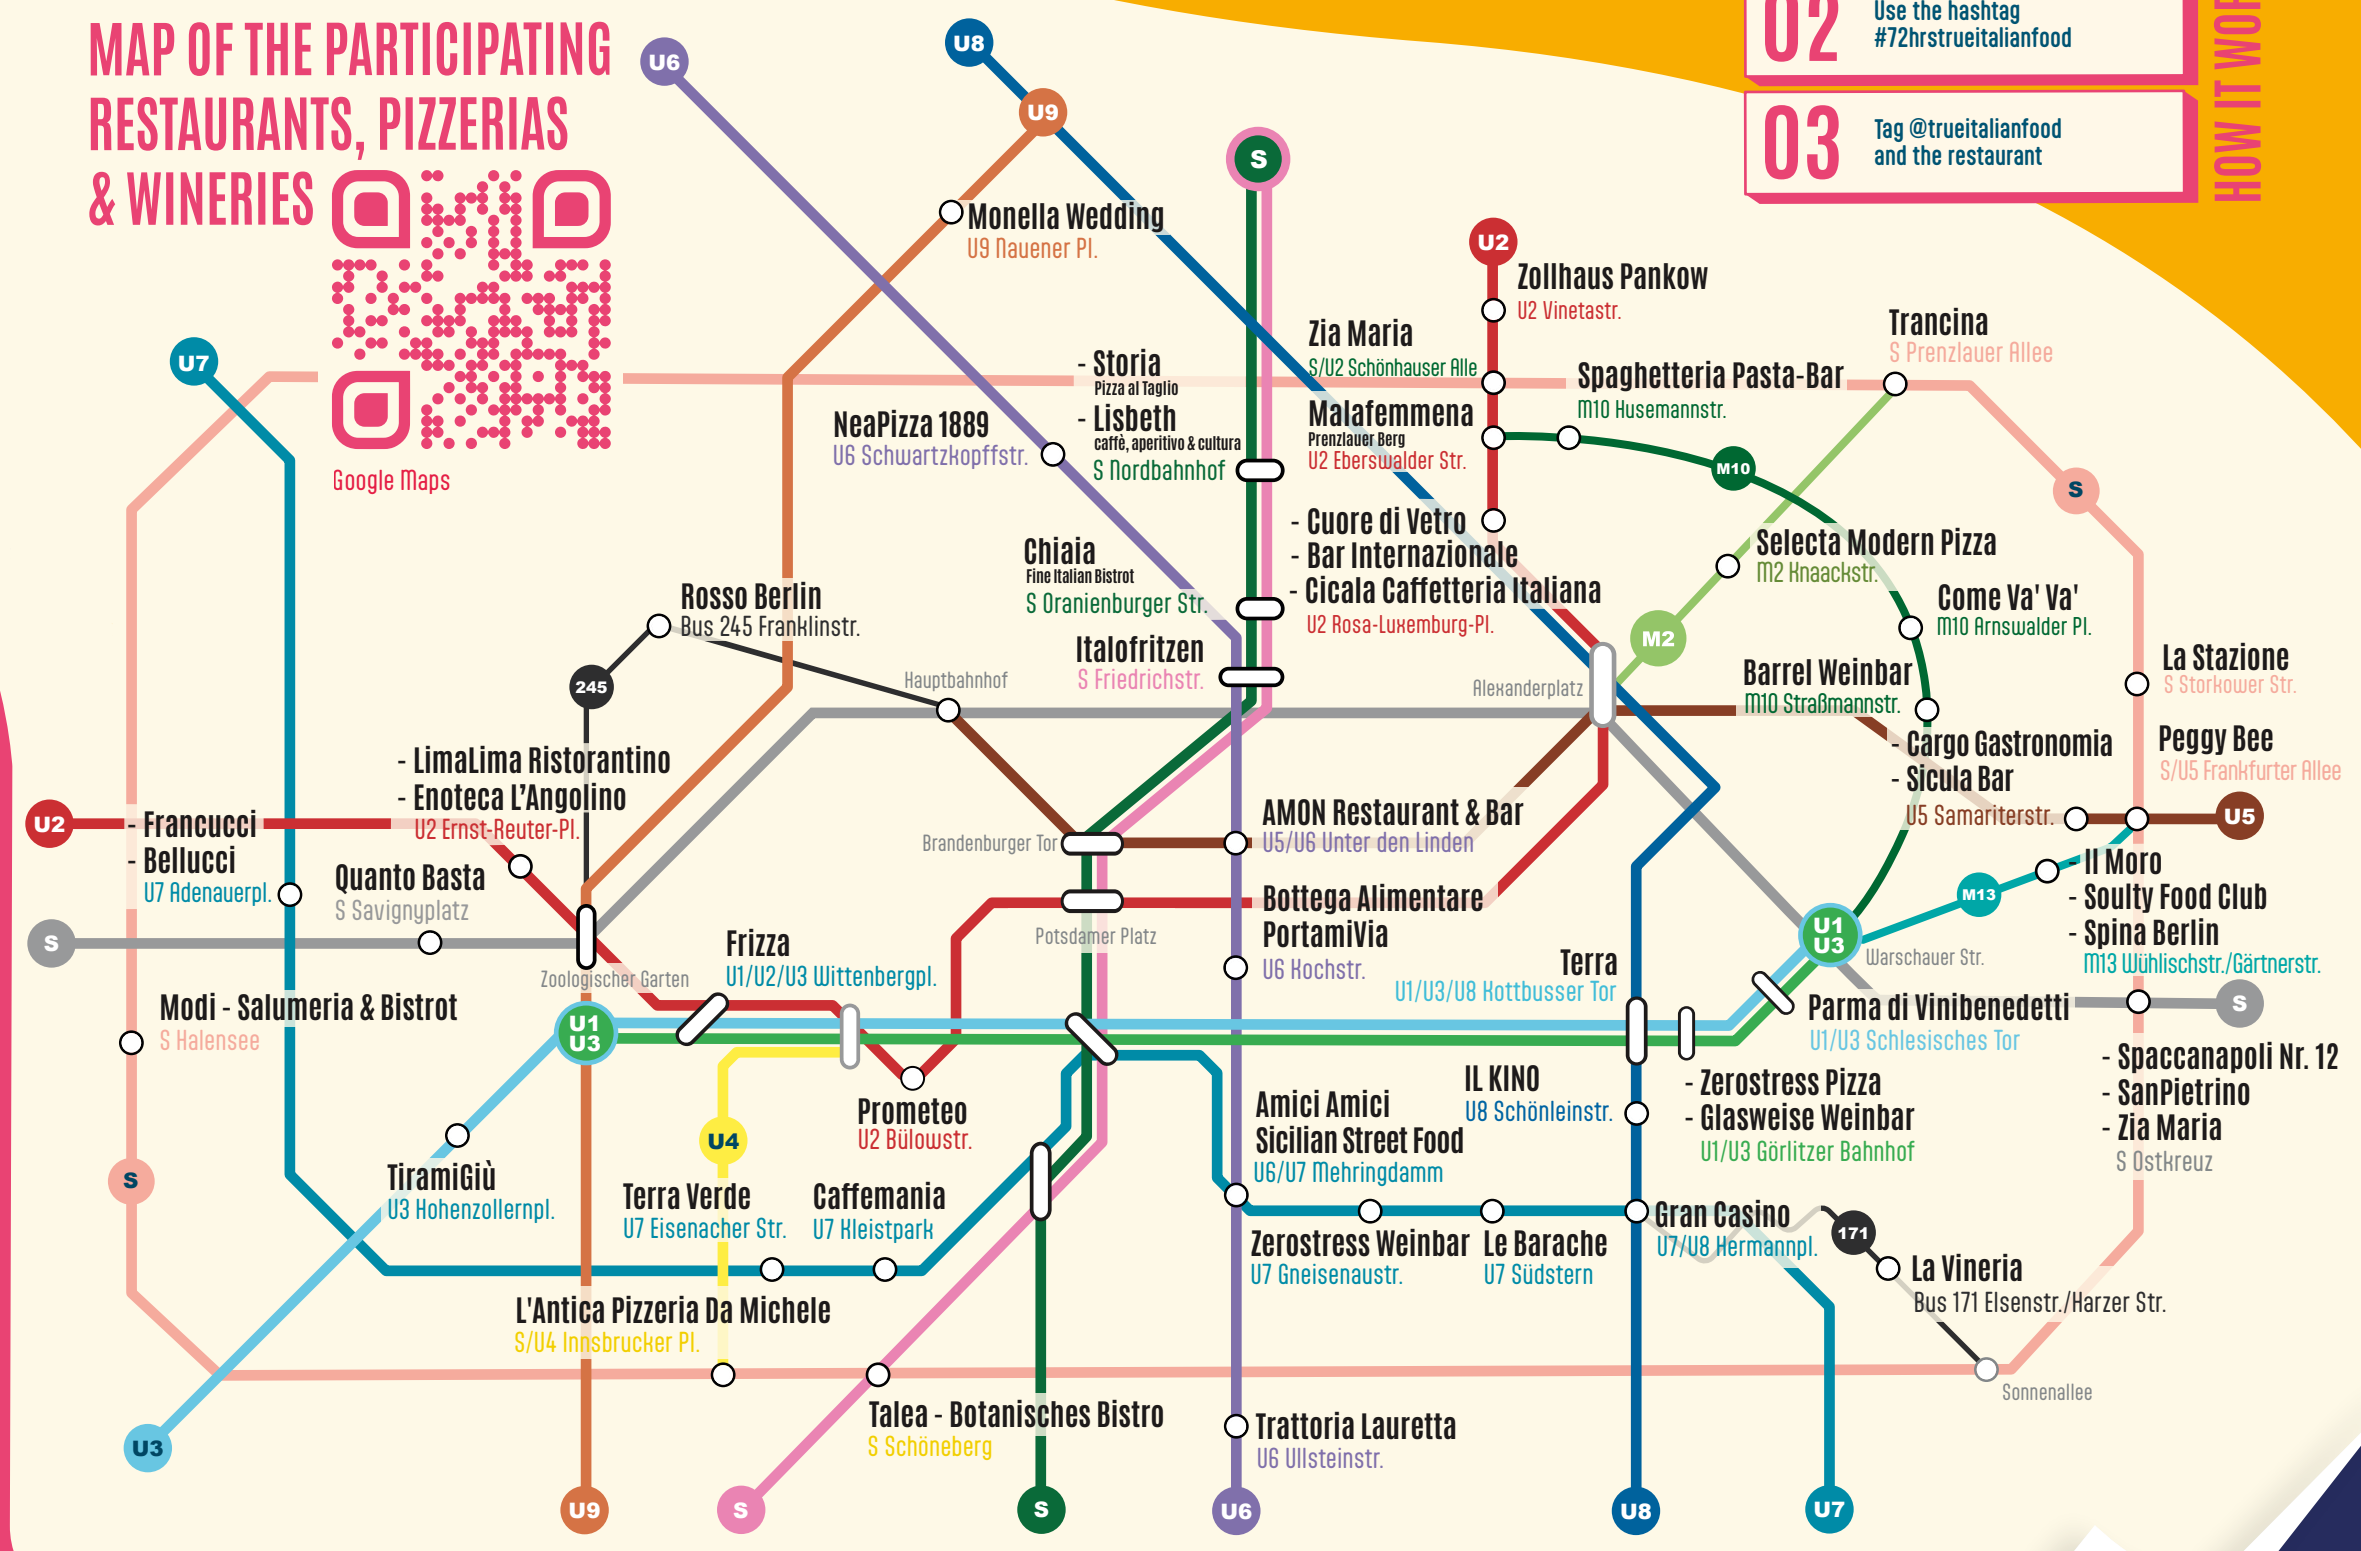 MAP OF THE PARTICIPATING
RESTAURANTS, PIZZERIAS
& WINERIES
Google Maps
02
Use the hashtag
#72hrstrueitalianfood
03
Tag @trueitalianfood
and the restaurant
HOW IT WOR
U6
U8
U9
S
Monella Wedding
U9 Nauener Pl.
U2
Zollhaus Pankow
U2 Vinetastr.
Zia Maria
S/U2 Schönhauser Alle
Trancina
S Prenzlauer Allee
U7
- Storia
Pizza al Taglio
- Lisbeth
caffè, aperitivo & cultura
S Nordbahnhof
Spaghetteria Pasta-Bar
M10 Husemannstr.
NeaPizza 1889
U6 Schwartzkopffstr.
Malafemmena
Prenzlauer Berg
U2 Eberswalder Str.
M10
S
- Cuore di Vetro
- Bar Internazionale
- Cicala Caffetteria Italiana
U2 Rosa-Luxemburg-Pl.
Chiaia
Fine Italian Bistrot
S Oranienburger Str.
Selecta Modern Pizza
M2 Knaackstr.
Come Va' Va'
M10 Arnswalder Pl.
Rosso Berlin
Bus 245 Franklinstr.
Italofritzen
S Friedrichstr.
M2
245
Hauptbahnhof
Alexanderplatz
Barrel Weinbar
M10 Straßmannstr.
La Stazione
S Storkower Str.
- LimaLima Ristorantino
- Enoteca L'Angolino
U2 Ernst-Reuter-Pl.
- Cargo Gastronomia
- Sicula Bar
U5 Samariterstr.
Peggy Bee
S/U5 Frankfurter Allee
U2
- Francucci
- Bellucci
U7 Adenauerpl.
AMON Restaurant & Bar
U5/U6 Unter den Linden
Brandenburger Tor
U5
Quanto Basta
S Savignyplatz
Bottega Alimentare
PortamiVia
U6 Kochstr.
M13
- Il Moro
- Soulty Food Club
- Spina Berlin
M13 Wühlischstr./Gärtnerstr.
S
Zoologischer Garten
Frizza
U1/U2/U3 Wittenbergpl.
Potsdamer Platz
Terra
U1/U3/U8 Kottbusser Tor
U1
U3
Warschauer Str.
Modi - Salumeria & Bistrot
S Halensee
U1
U3
Parma di Vinibenedetti
U1/U3 Schlesisches Tor
S
- Spaccanapoli Nr. 12
- SanPietrino
- Zia Maria
S Ostkreuz
Prometeo
U2 Bülowstr.
Amici Amici
Sicilian Street Food
U6/U7 Mehringdamm
IL KINO
U8 Schönleinstr.
- Zerostress Pizza
- Glasweise Weinbar
U1/U3 Görlitzer Bahnhof
U4
S
TiramiGiù
U3 Hohenzollernpl.
Terra Verde
U7 Eisenacher Str.
Caffemania
U7 Kleistpark
Zerostress Weinbar
U7 Gneisenaustr.
Le Barache
U7 Südstern
Gran Casino
U7/U8 Hermannpl.
171
La Vineria
Bus 171 Elsenstr./Harzer Str.
L'Antica Pizzeria Da Michele
S/U4 Innsbrucker Pl.
Sonnenallee
Talea - Botanisches Bistro
S Schöneberg
Trattoria Lauretta
U6 Ullsteinstr.
U3
U9
S
S
U6
U8
U7